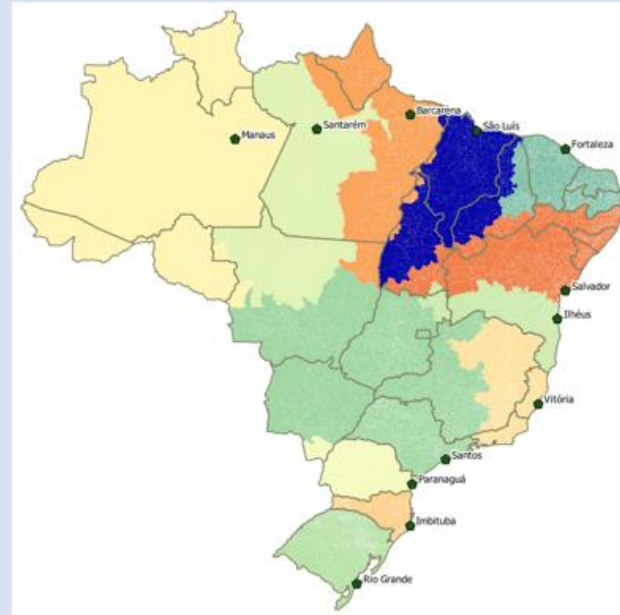 Manaus
Santarém
Barcarena
São Luís
Fortaleza
Salvador
Ilhéus
Vitória
Santos
Paranaguá
Imbituba
Rio Grande